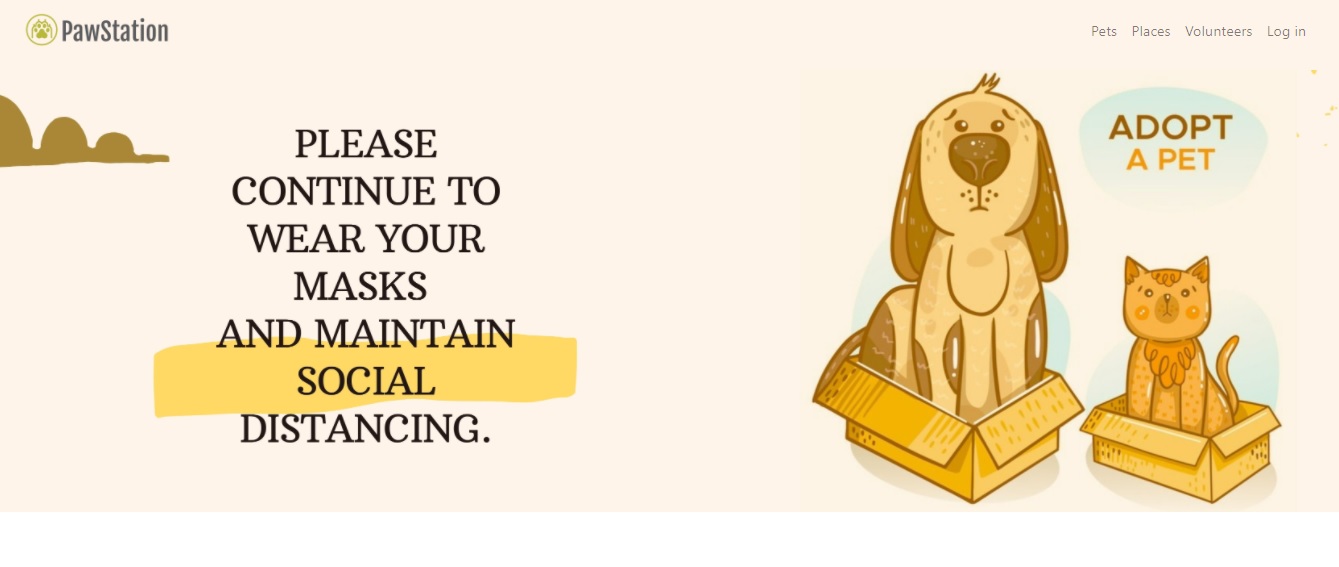 PawStation
Pets Places Volunteers Log in
PLEASE
CONTINUE TO
WEAR YOUR
MASKS
AND MAINTAIN
SOCIAL
DISTANCING.
ADOPT
A PET